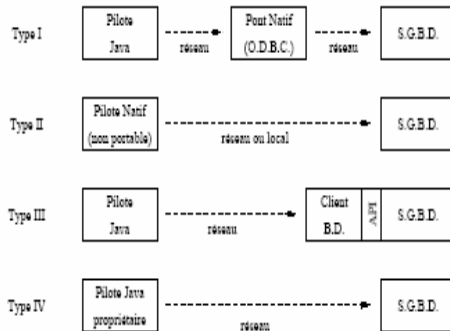 Type I
Pilote
Java
réseau
Pont Natif
(O.D.B.C.)
réseau
S.G.B.D.
Type II
Pilote Natif
(non portable)
réseau ou local
S.G.B.D.
Type III
Pilote
Java
réseau
Client
B.D.
API
S.G.B.D.
Type IV
Pilote Java
propriétaire
réseau
S.G.B.D.